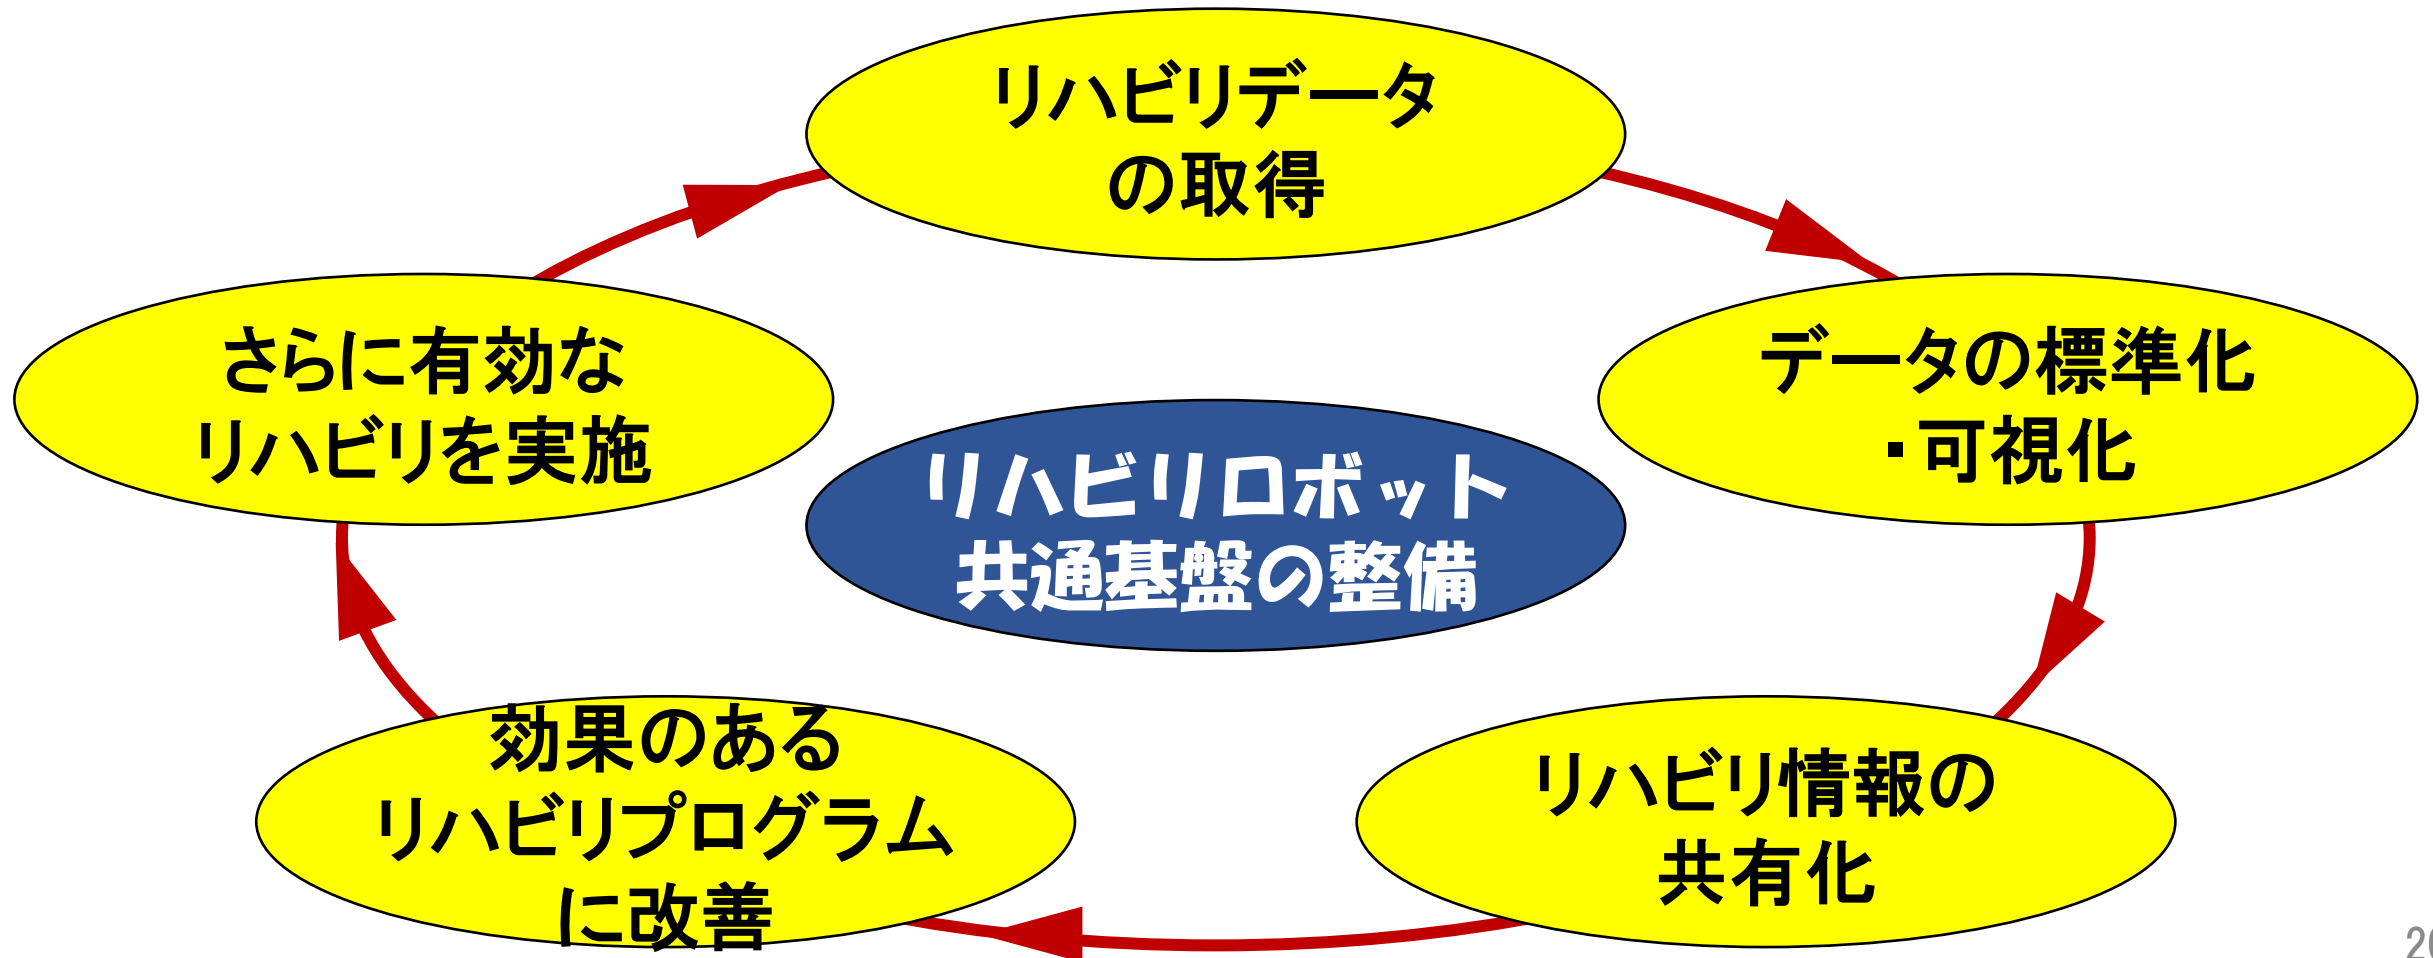 リハビリデータ
の取得
さらに有効な
リハビリを実施
データの標準化
・可視化
リハビリロボット
共通基盤の整備
効果のある
リハビリプログラム
に改善
リハビリ情報の
共有化